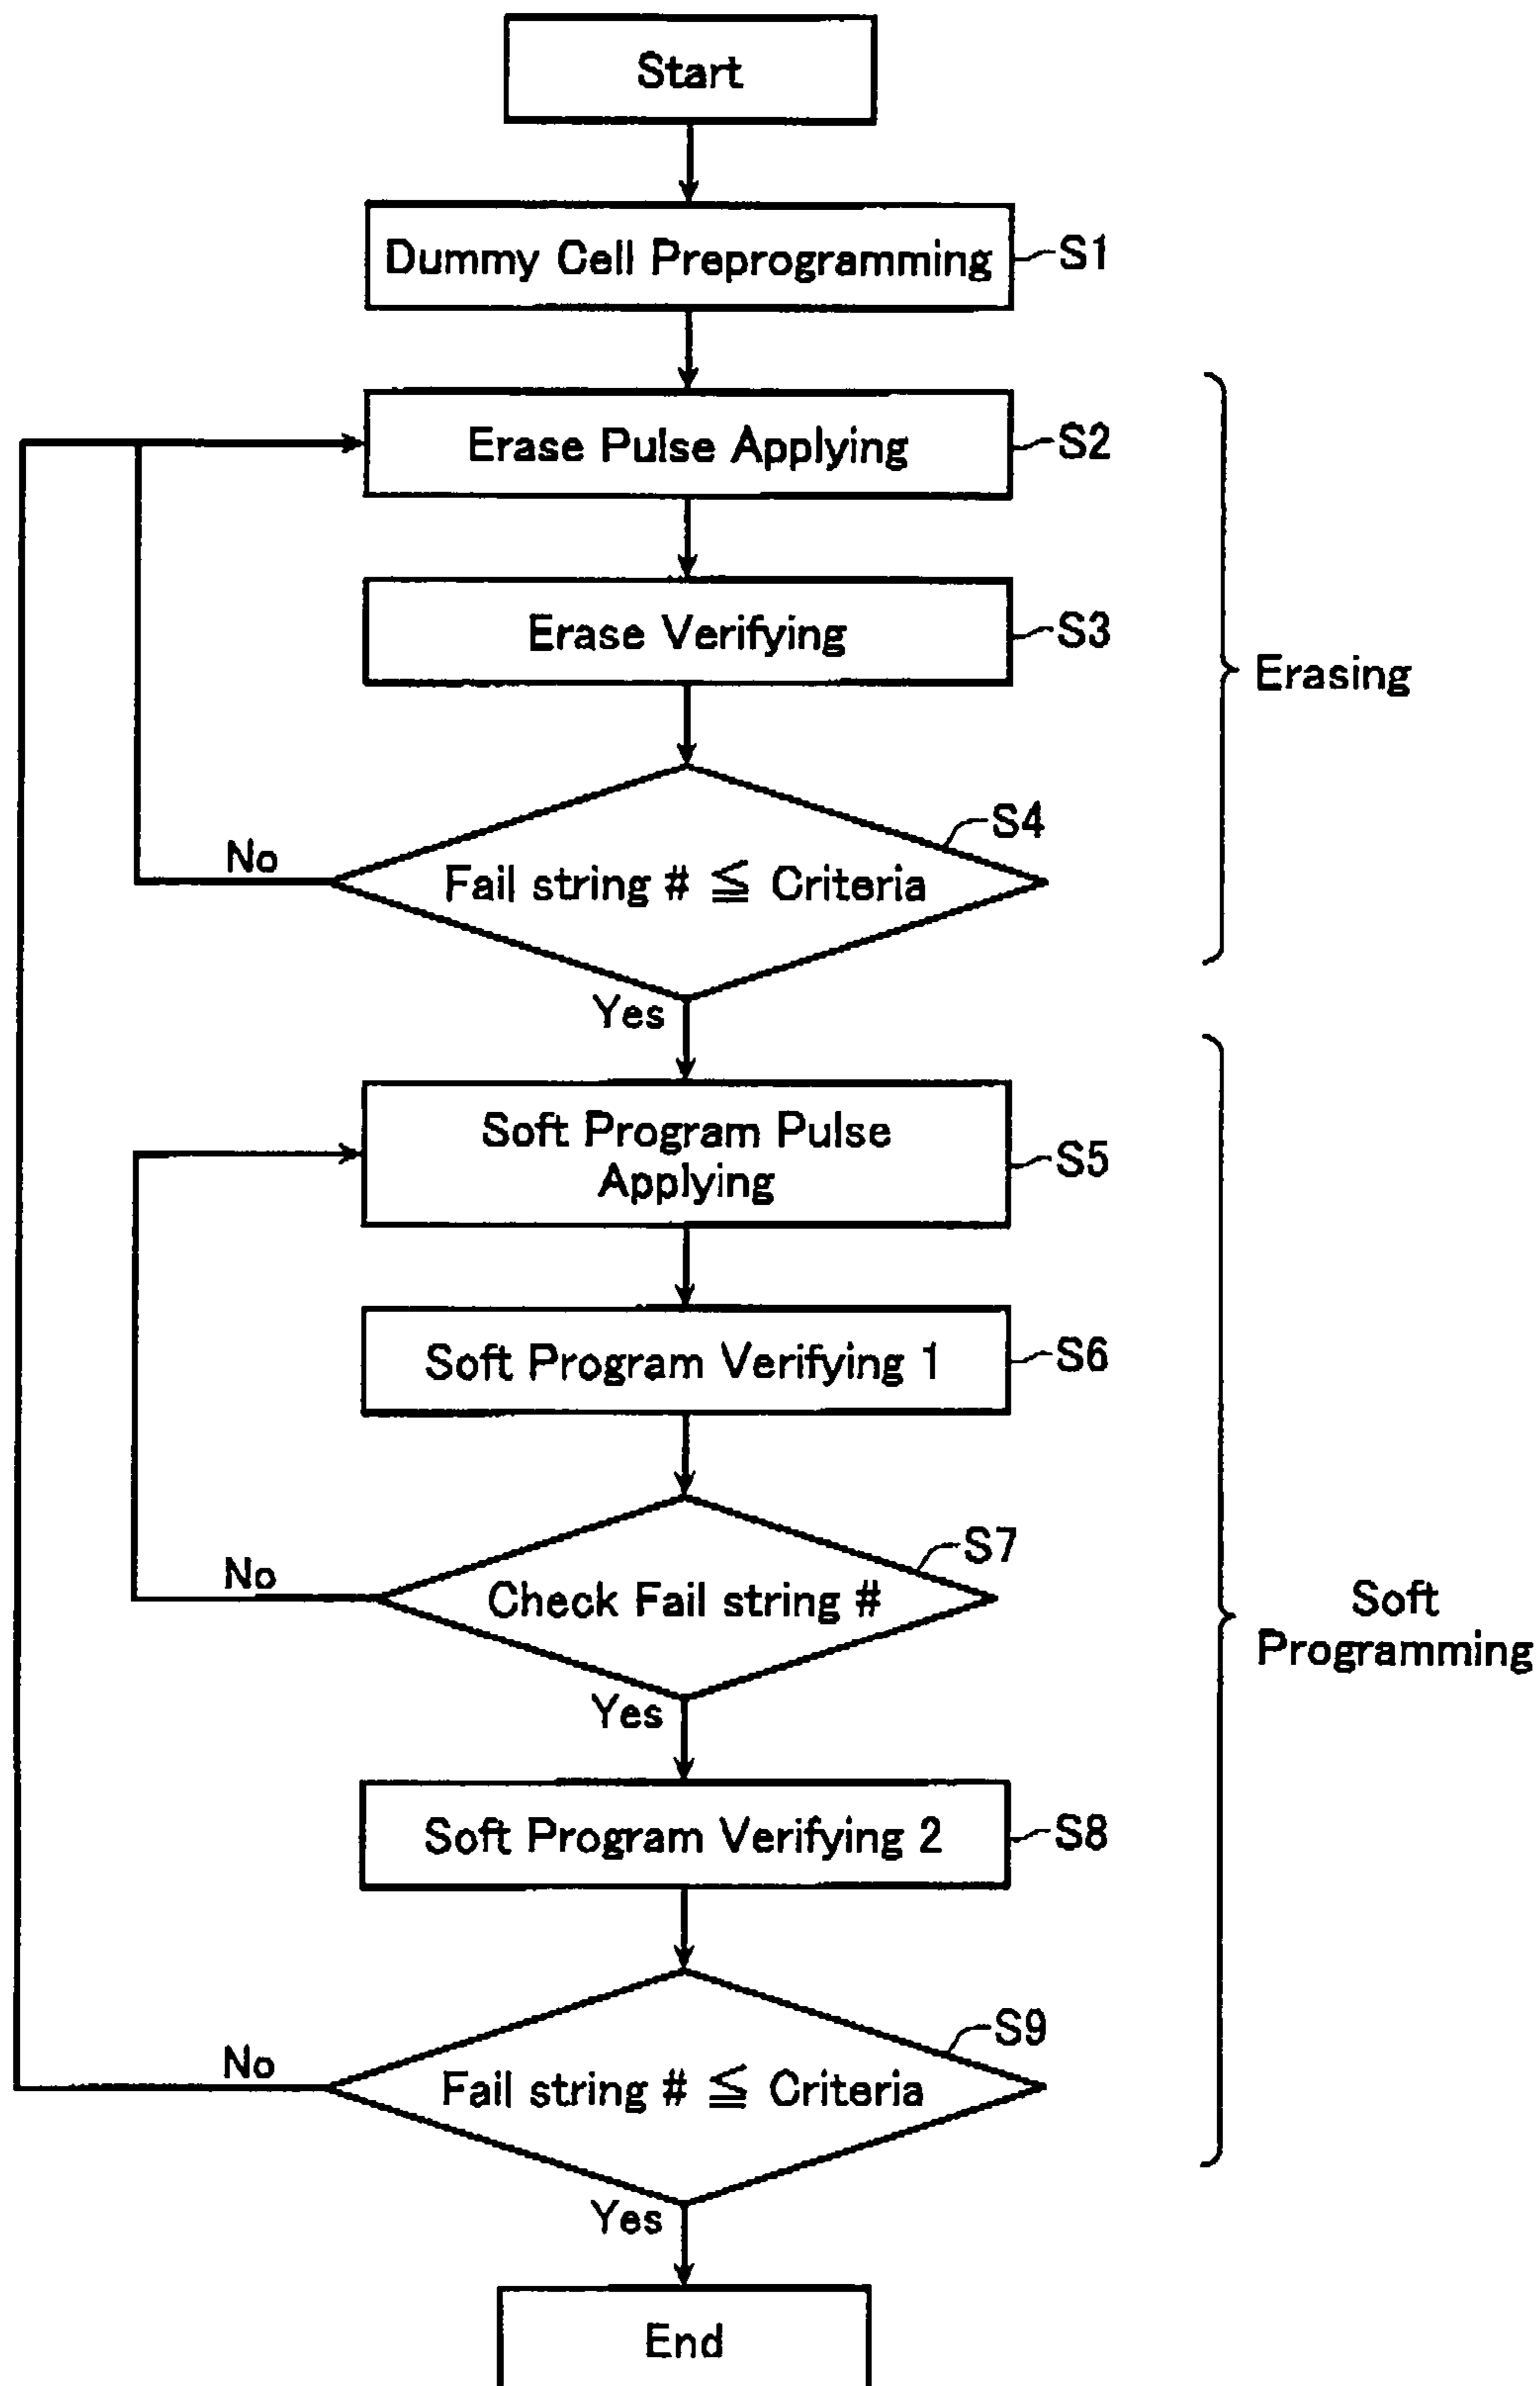 Start
Dummy Cell Preprogramming
S1
Erase Pulse Applying
S2
Erase Verifying
S3
Erasing
S4
No
Fail string # ≦ Criteria
Yes
Soft Program Pulse
Applying
S5
Soft Program Verifying 1
S6
S7
No
Check Fail string #
Soft
Programming
Yes
Soft Program Verifying 2
S8
S9
No
Fail string # ≦ Criteria
Yes
End